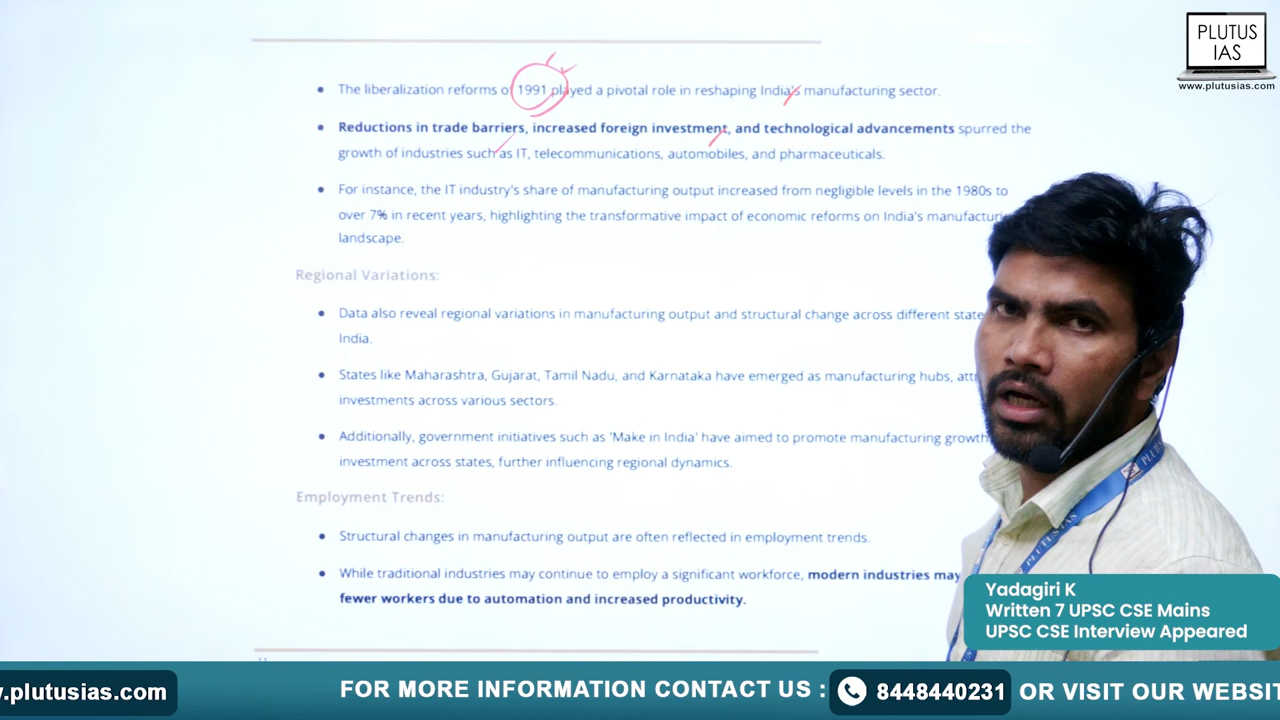 PLUTUS
IAS
www.plutusias.com
The liberalization reforms of 1991 played a pivotal role in reshaping India's manufacturing sector.
Reductions in trade barriers, increased foreign investment, and technological advancements spurred the
growth of industries such as IT, telecommunications, automobiles, and pharmaceuticals.
For instance, the IT industry's share of manufacturing output increased from negligible levels in the 1980s to
over 7% in recent years, highlighting the transformative impact of economic reforms on India's manufacturi
landscape.
Regional Variations:
Data also reveal regional variations in manufacturing output and structural change across different state
India.
States like Maharashtra, Gujarat, Tamil Nadu, and Karnataka have emerged as manufacturing hubs, att
investments across various sectors.
Additionally, government initiatives such as 'Make in India' have aimed to promote manufacturing growth
investment across states, further influencing regional dynamics.
Employment Trends:
Structural changes in manufacturing output are often reflected in employment trends.
While traditional industries may continue to employ a significant workforce, modern industries may
fewer workers due to automation and increased productivity.
Yadagiri K
Written 7 UPSC CSE Mains
UPSC CSE Interview Appeared
.plutusias.com FOR MORE INFORMATION CONTACT US : 8448440231 OR VISIT OUR WEBSIT